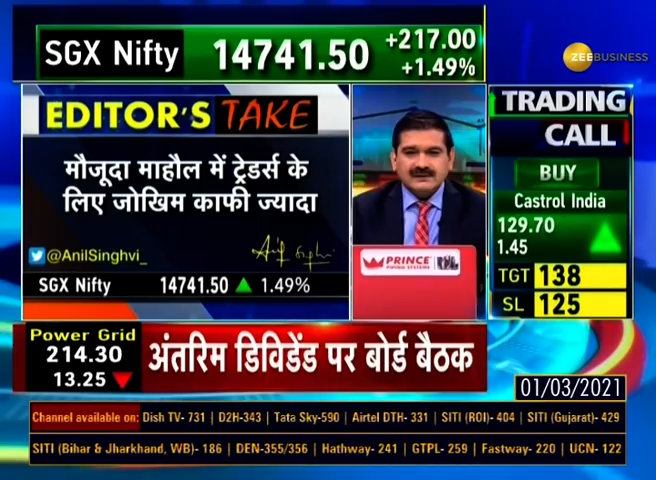 SGX Nifty 14741.50 +217.00
+1.49%
ZEEBUSINESS
EDITOR'S TAKE
मौजूदा माहौल में ट्रेडर्स के
लिए जोखिम काफी ज्यादा
@AnilSinghvi_
SGX Nifty 14741.50 ▲ 1.49%
PRINCE
PIPING SYSTEMS
TRADING
CALL
BUY
Castrol India
129.70
1.45
TGT 138
SL 125
Power Grid
214.30
13.25
अंतरिम डिविडेंड पर बोर्ड बैठक
01/03/2021
Channel available on: Dish TV- 731 | D2H-343 | Tata Sky-590 | Airtel DTH- 331 | SITI (ROI)- 404 | SITI (Gujarat)- 429
SITI (Bihar & Jharkhand, WB)- 186 | DEN-355/356 | Hathway- 241 | GTPL- 259 | Fastway- 220 | UCN- 122